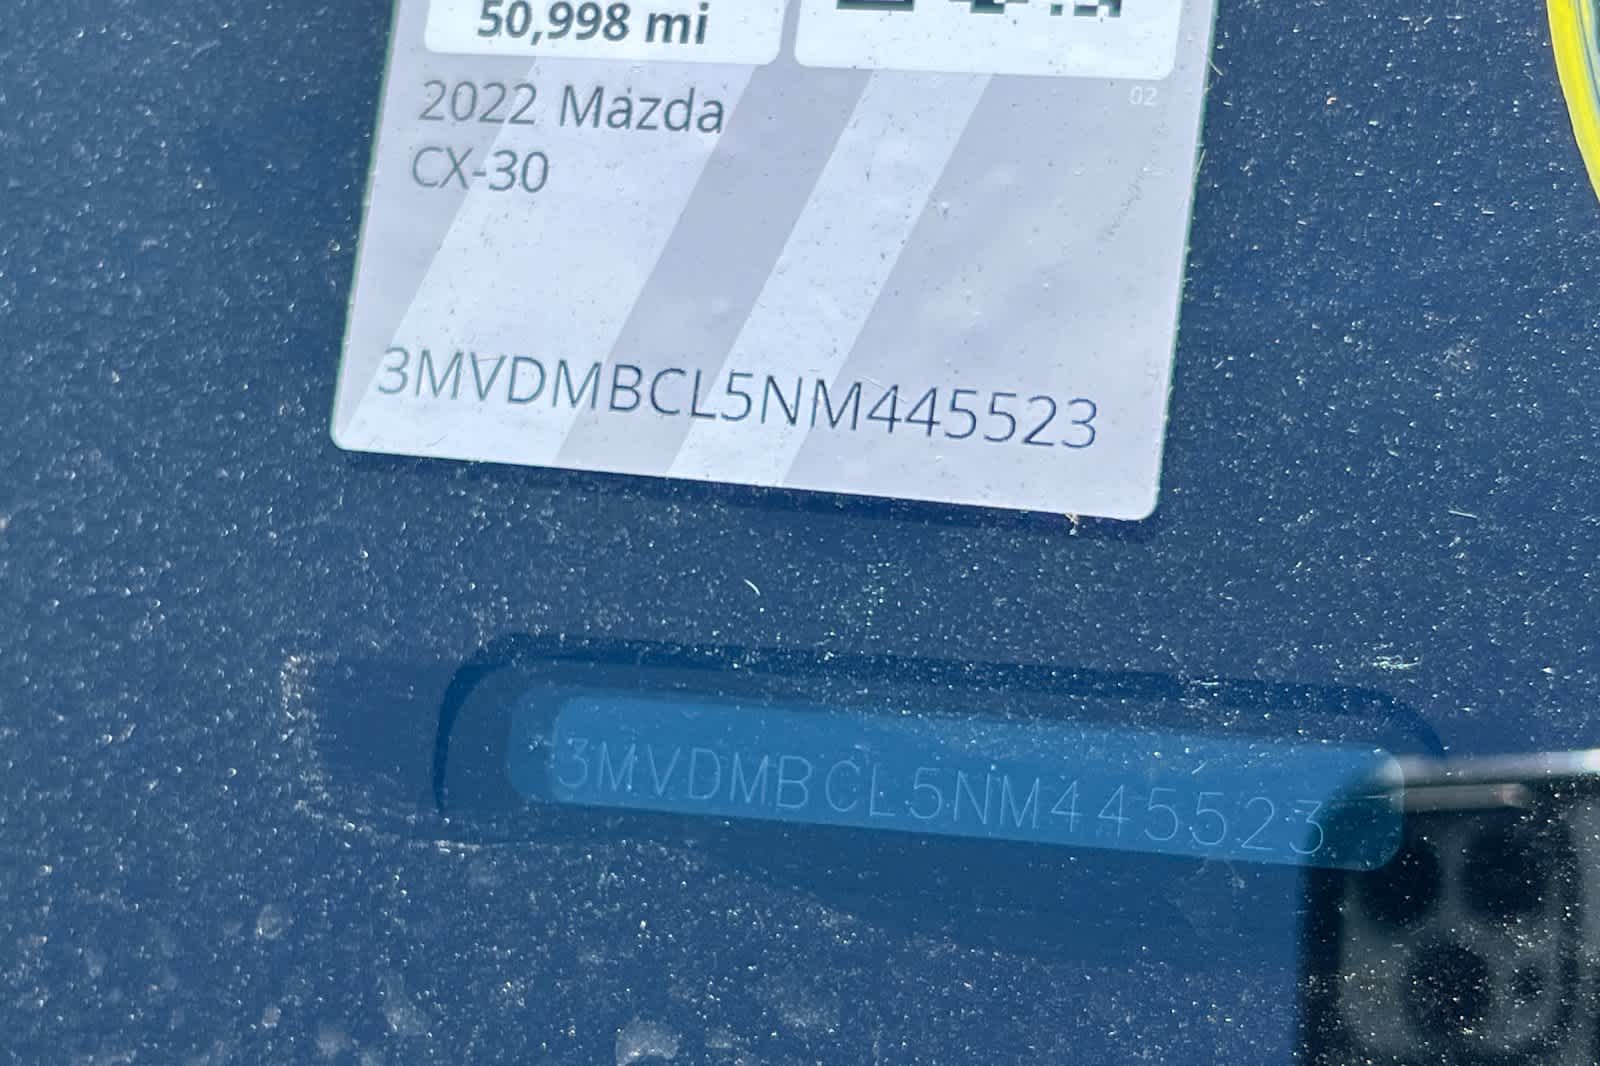 50,998 mi
02
2022 Mazda
CX-30
3MVDMBCL5NM445523
3MVDMBCL5NM445523